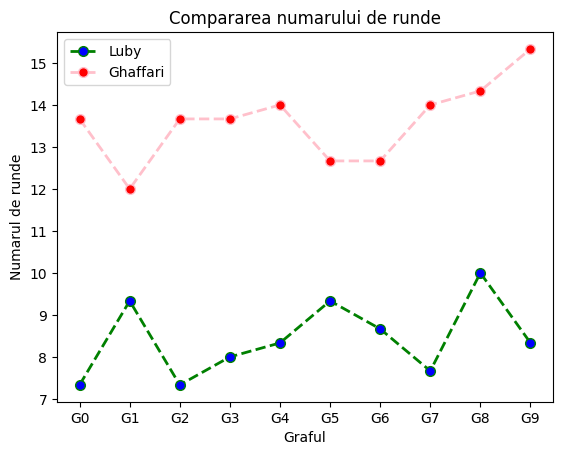 Compararea numarului de runde
Luby
Ghaffari
Numarul de runde
15
14
13
12
11
10
9
8
7
G0 G1 G2 G3 G4 G5 G6 G7 G8 G9
Graful